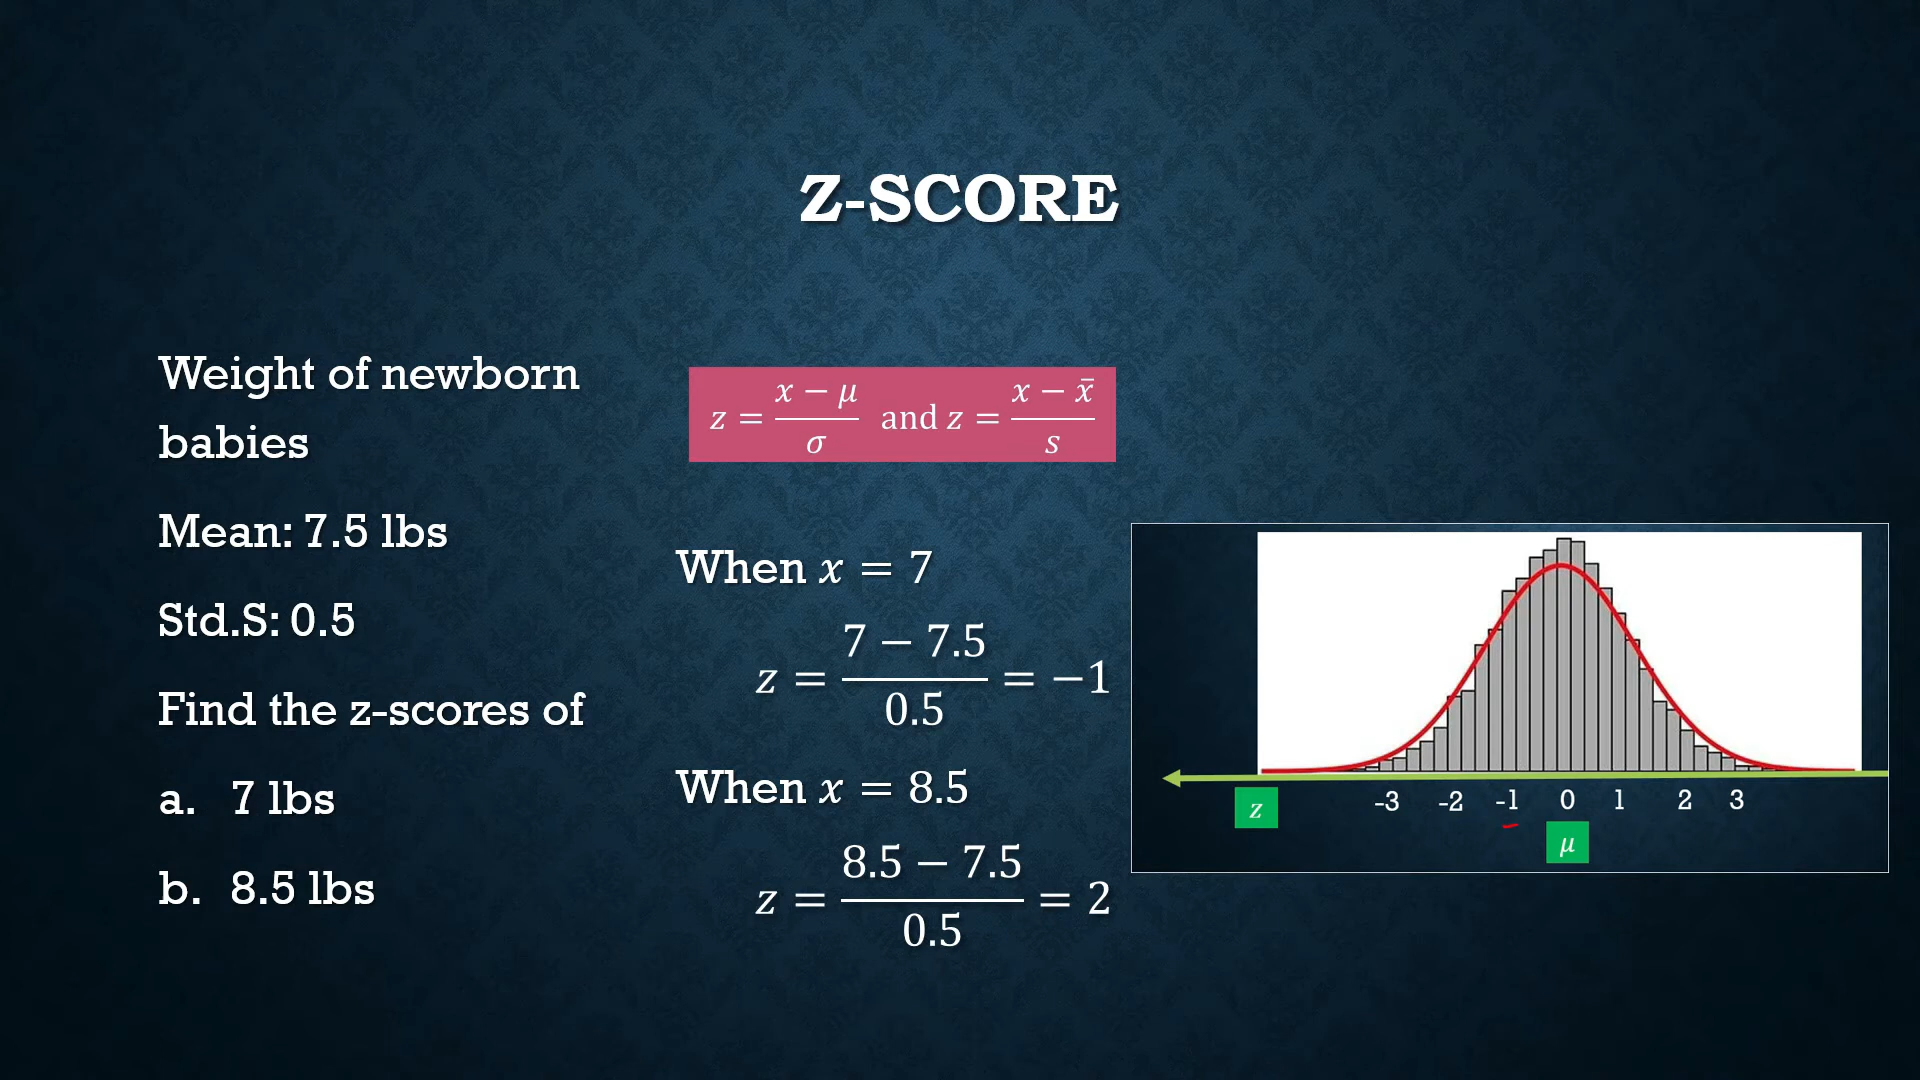 Z-SCORE
Weight of newborn
babies
Mean: 7.5 lbs
Std.S: 0.5
Find the z-scores of
a. 7 lbs
b. 8.5 lbs
z = (x − μ)/σ and z = (x − x̄)/s
When x = 7
z = (7 − 7.5)/0.5 = −1
When x = 8.5
z = (8.5 − 7.5)/0.5 = 2
-3 -2 -1 0 1 2 3
z
μ